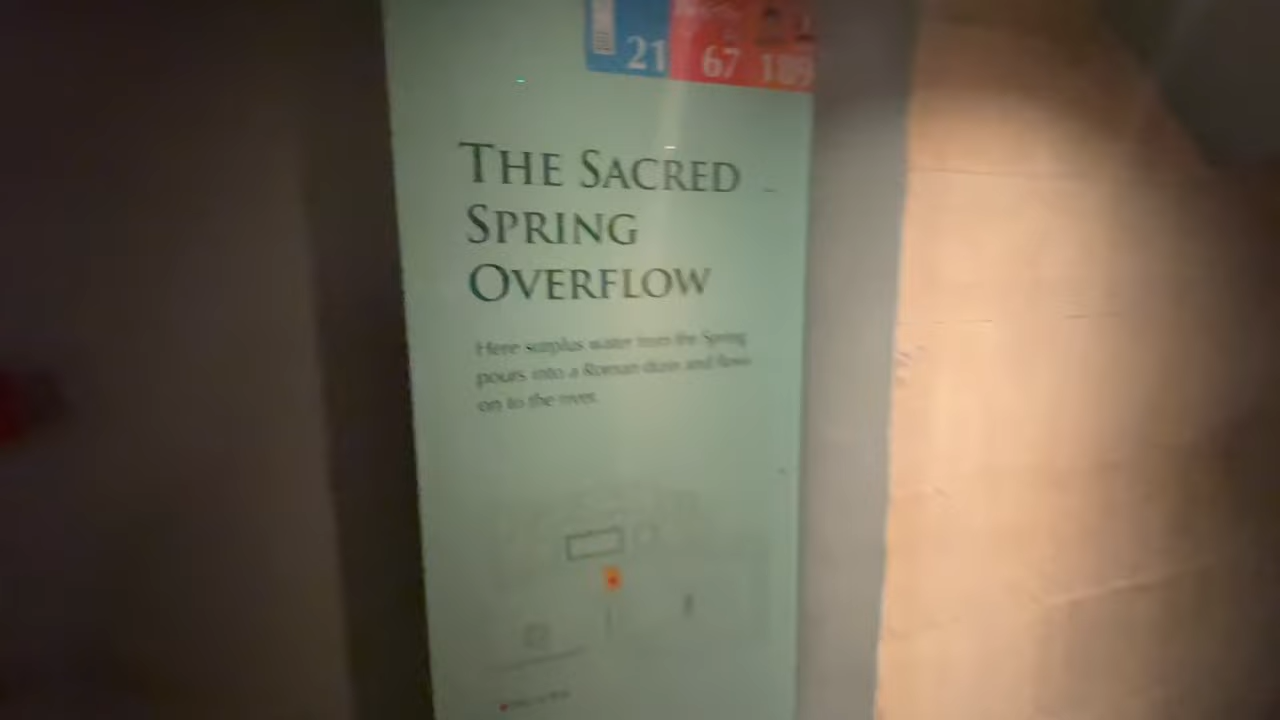 21 67 189
THE SACRED
SPRING
OVERFLOW
Here surplus water from the Spring
pours into a Roman drain and flows
on to the river.